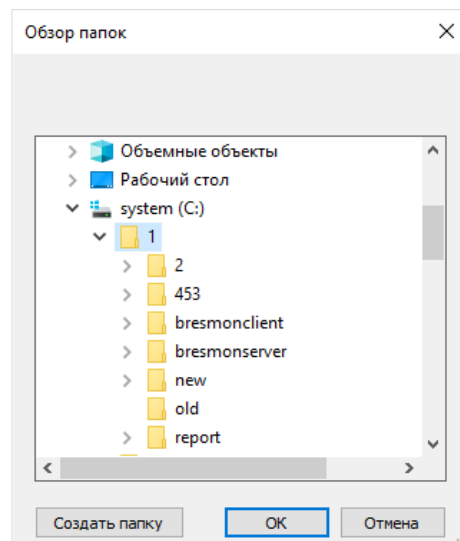 Обзор папок
Объемные объекты
Рабочий стол
system (C:)
1
2
453
bresmonclient
bresmonserver
new
old
report
Создать папку
OK
Отмена